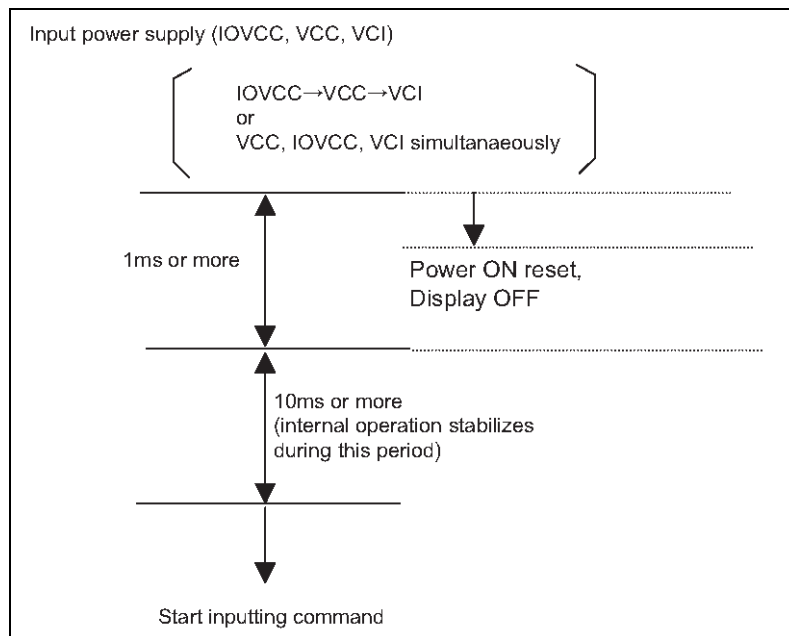 Input power supply (IOVCC, VCC, VCI)
IOVCC→VCC→VCI
or
VCC, IOVCC, VCI simultanaeously
1ms or more
Power ON reset,
Display OFF
10ms or more
(internal operation stabilizes
during this period)
Start inputting command